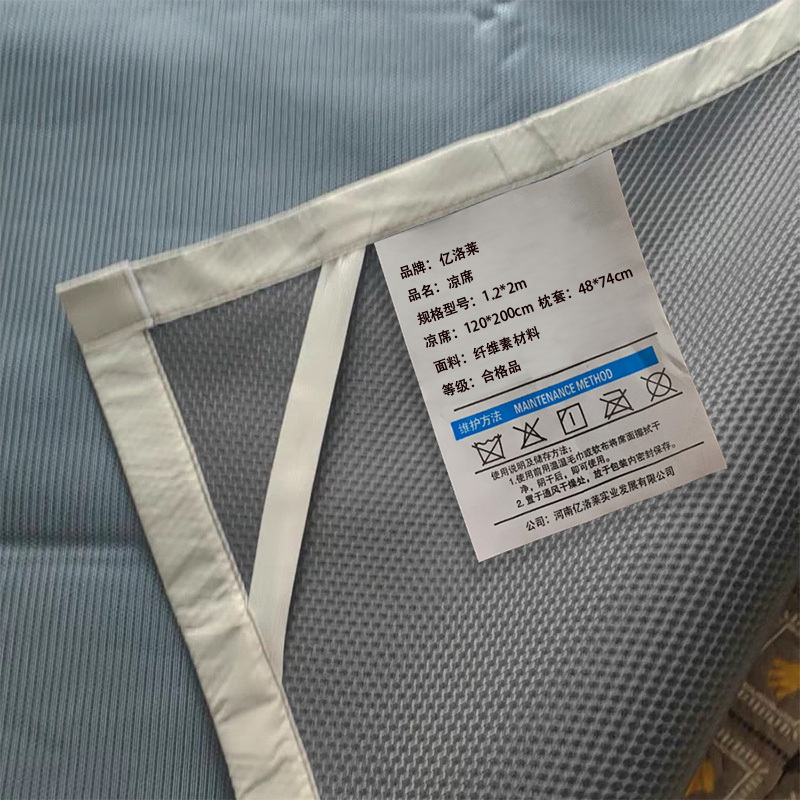 品牌：亿洛莱
品名：凉席
规格型号：1.2*2m
凉席：120*200cm 枕套：48*74cm
面料：纤维素材料
等级：合格品
维护方法 MAINTENANCE METHOD
使用说明及储存方法：
1.使用前用温湿毛巾或软布将席面擦拭干
净，阴干后，即可使用。
2.置于通风干燥处，放于包装内密封保存。
公司：河南亿洛莱实业发展有限公司